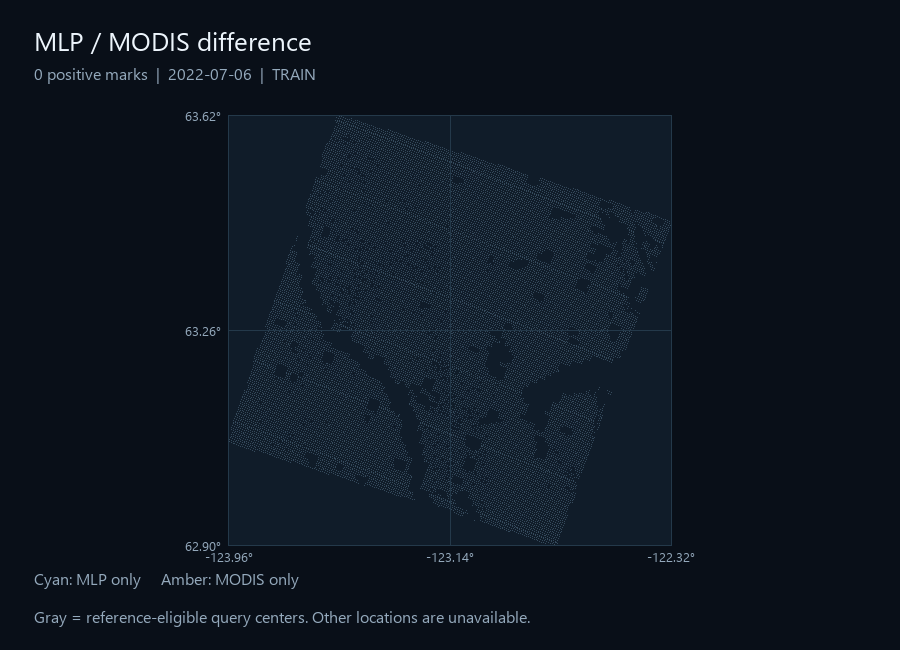 MLP / MODIS difference
0 positive marks | 2022-07-06 | TRAIN
63.62°
63.26°
62.90°
-123.96° -123.14° -122.32°
Cyan: MLP only Amber: MODIS only
Gray = reference-eligible query centers. Other locations are unavailable.